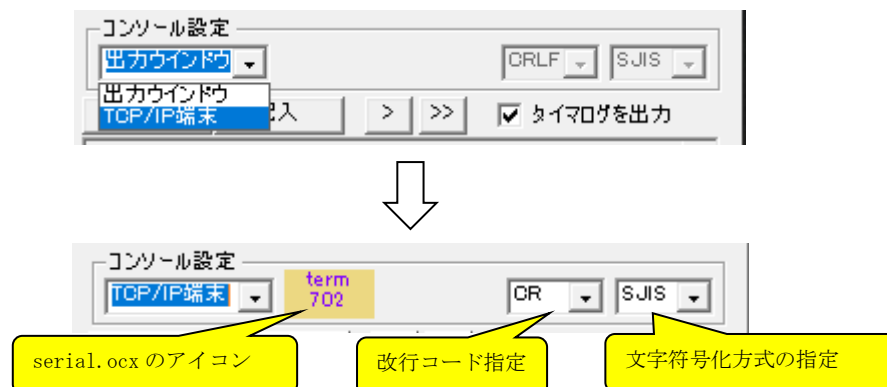 コンソール設定
出力ウインドウ CRLF SJIS
出力ウインドウ
TCP/IP端末 入 > >> タイマログを出力
コンソール設定
TCP/IP端末 term 702 CR SJIS
serial.ocx のアイコン 改行コード指定 文字符号化方式の指定